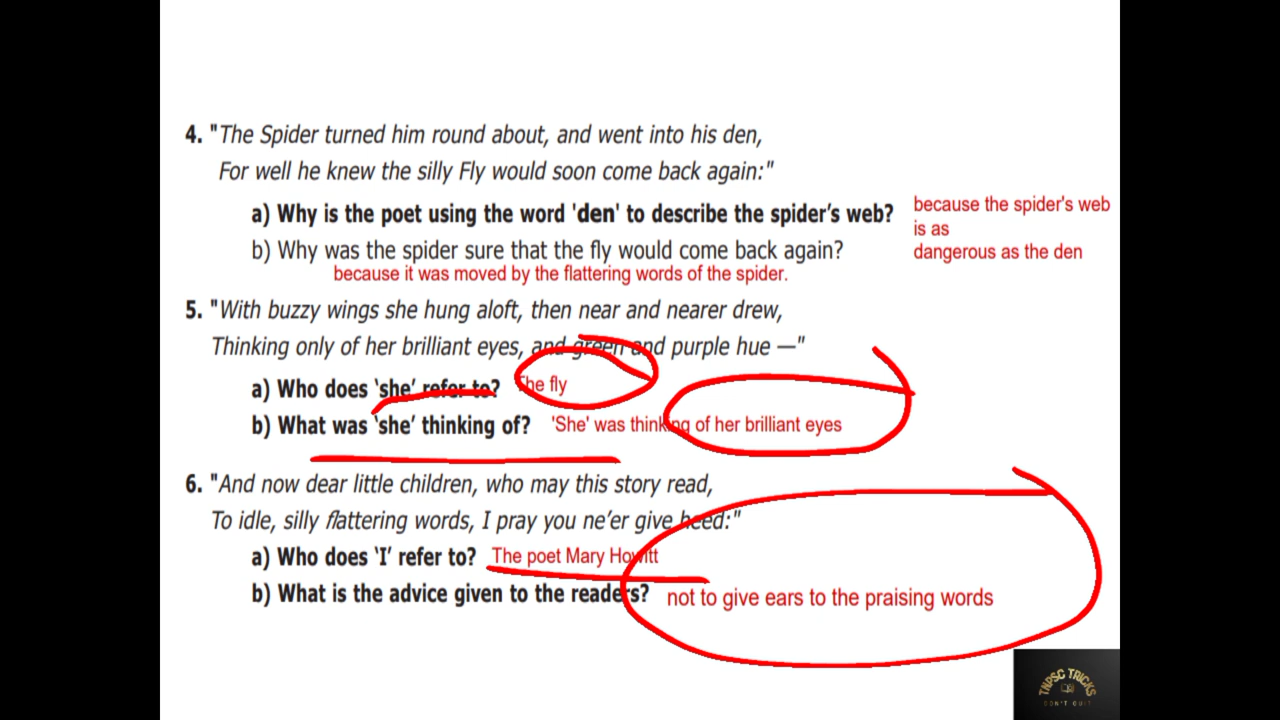 4. "The Spider turned him round about, and went into his den,
For well he knew the silly Fly would soon come back again:"
a) Why is the poet using the word 'den' to describe the spider's web?
because the spider's web
is as
dangerous as the den
b) Why was the spider sure that the fly would come back again?
because it was moved by the flattering words of the spider.
5. "With buzzy wings she hung aloft, then near and nearer drew,
Thinking only of her brilliant eyes, and green and purple hue —"
a) Who does 'she' refer to? The fly
b) What was 'she' thinking of? 'She' was thinking of her brilliant eyes
6. "And now dear little children, who may this story read,
To idle, silly flattering words, I pray you ne'er give heed:"
a) Who does 'I' refer to? The poet Mary Howitt
b) What is the advice given to the readers? not to give ears to the praising words
TNPSC TRICKS
DON'T QUIT